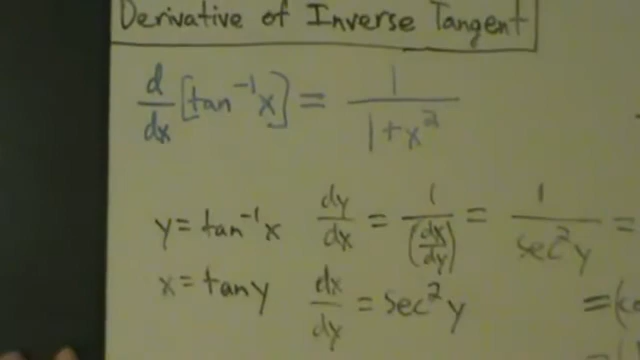 Derivative of Inverse Tangent
d/dx [tan⁻¹x] = 1/(1+x²)
y = tan⁻¹x dy/dx = 1/(dx/dy) = 1/sec²y =
x = tan y dx/dy = sec²y =